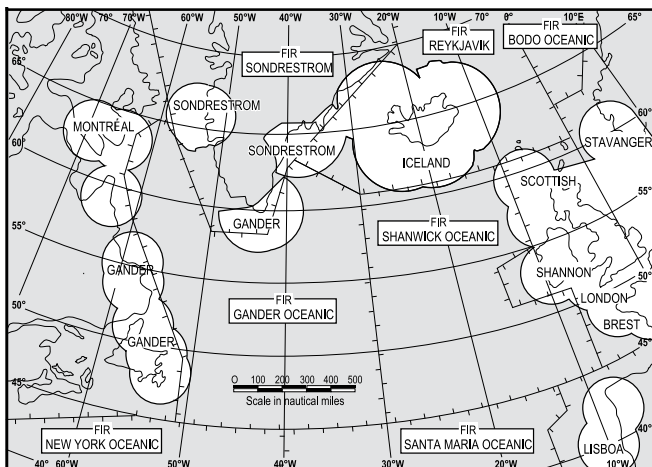 80°W 70°W 60°W 50°W 40°W 30°W 20°W 10°W 70° 0° 10°E 65°
FIR
REYKJAVIK
FIR
BODO OCEANIC
FIR
SONDRESTROM
65°
60°
SONDRESTROM
MONTRÉAL
STAVANGER
60°
SONDRESTROM
ICELAND
60°
SCOTTISH
55°
55°
GANDER
FIR
SHANWICK OCEANIC
GANDER
SHANNON
50°
FIR
GANDER OCEANIC
LONDON
50°
BREST
GANDER
45°
45°
0 100 200 300 400 500
Scale in nautical miles
40°
FIR
NEW YORK OCEANIC
FIR
SANTA MARIA OCEANIC
LISBOA
40° 60°W 50°W 40°W 30°W 20°W 10°W